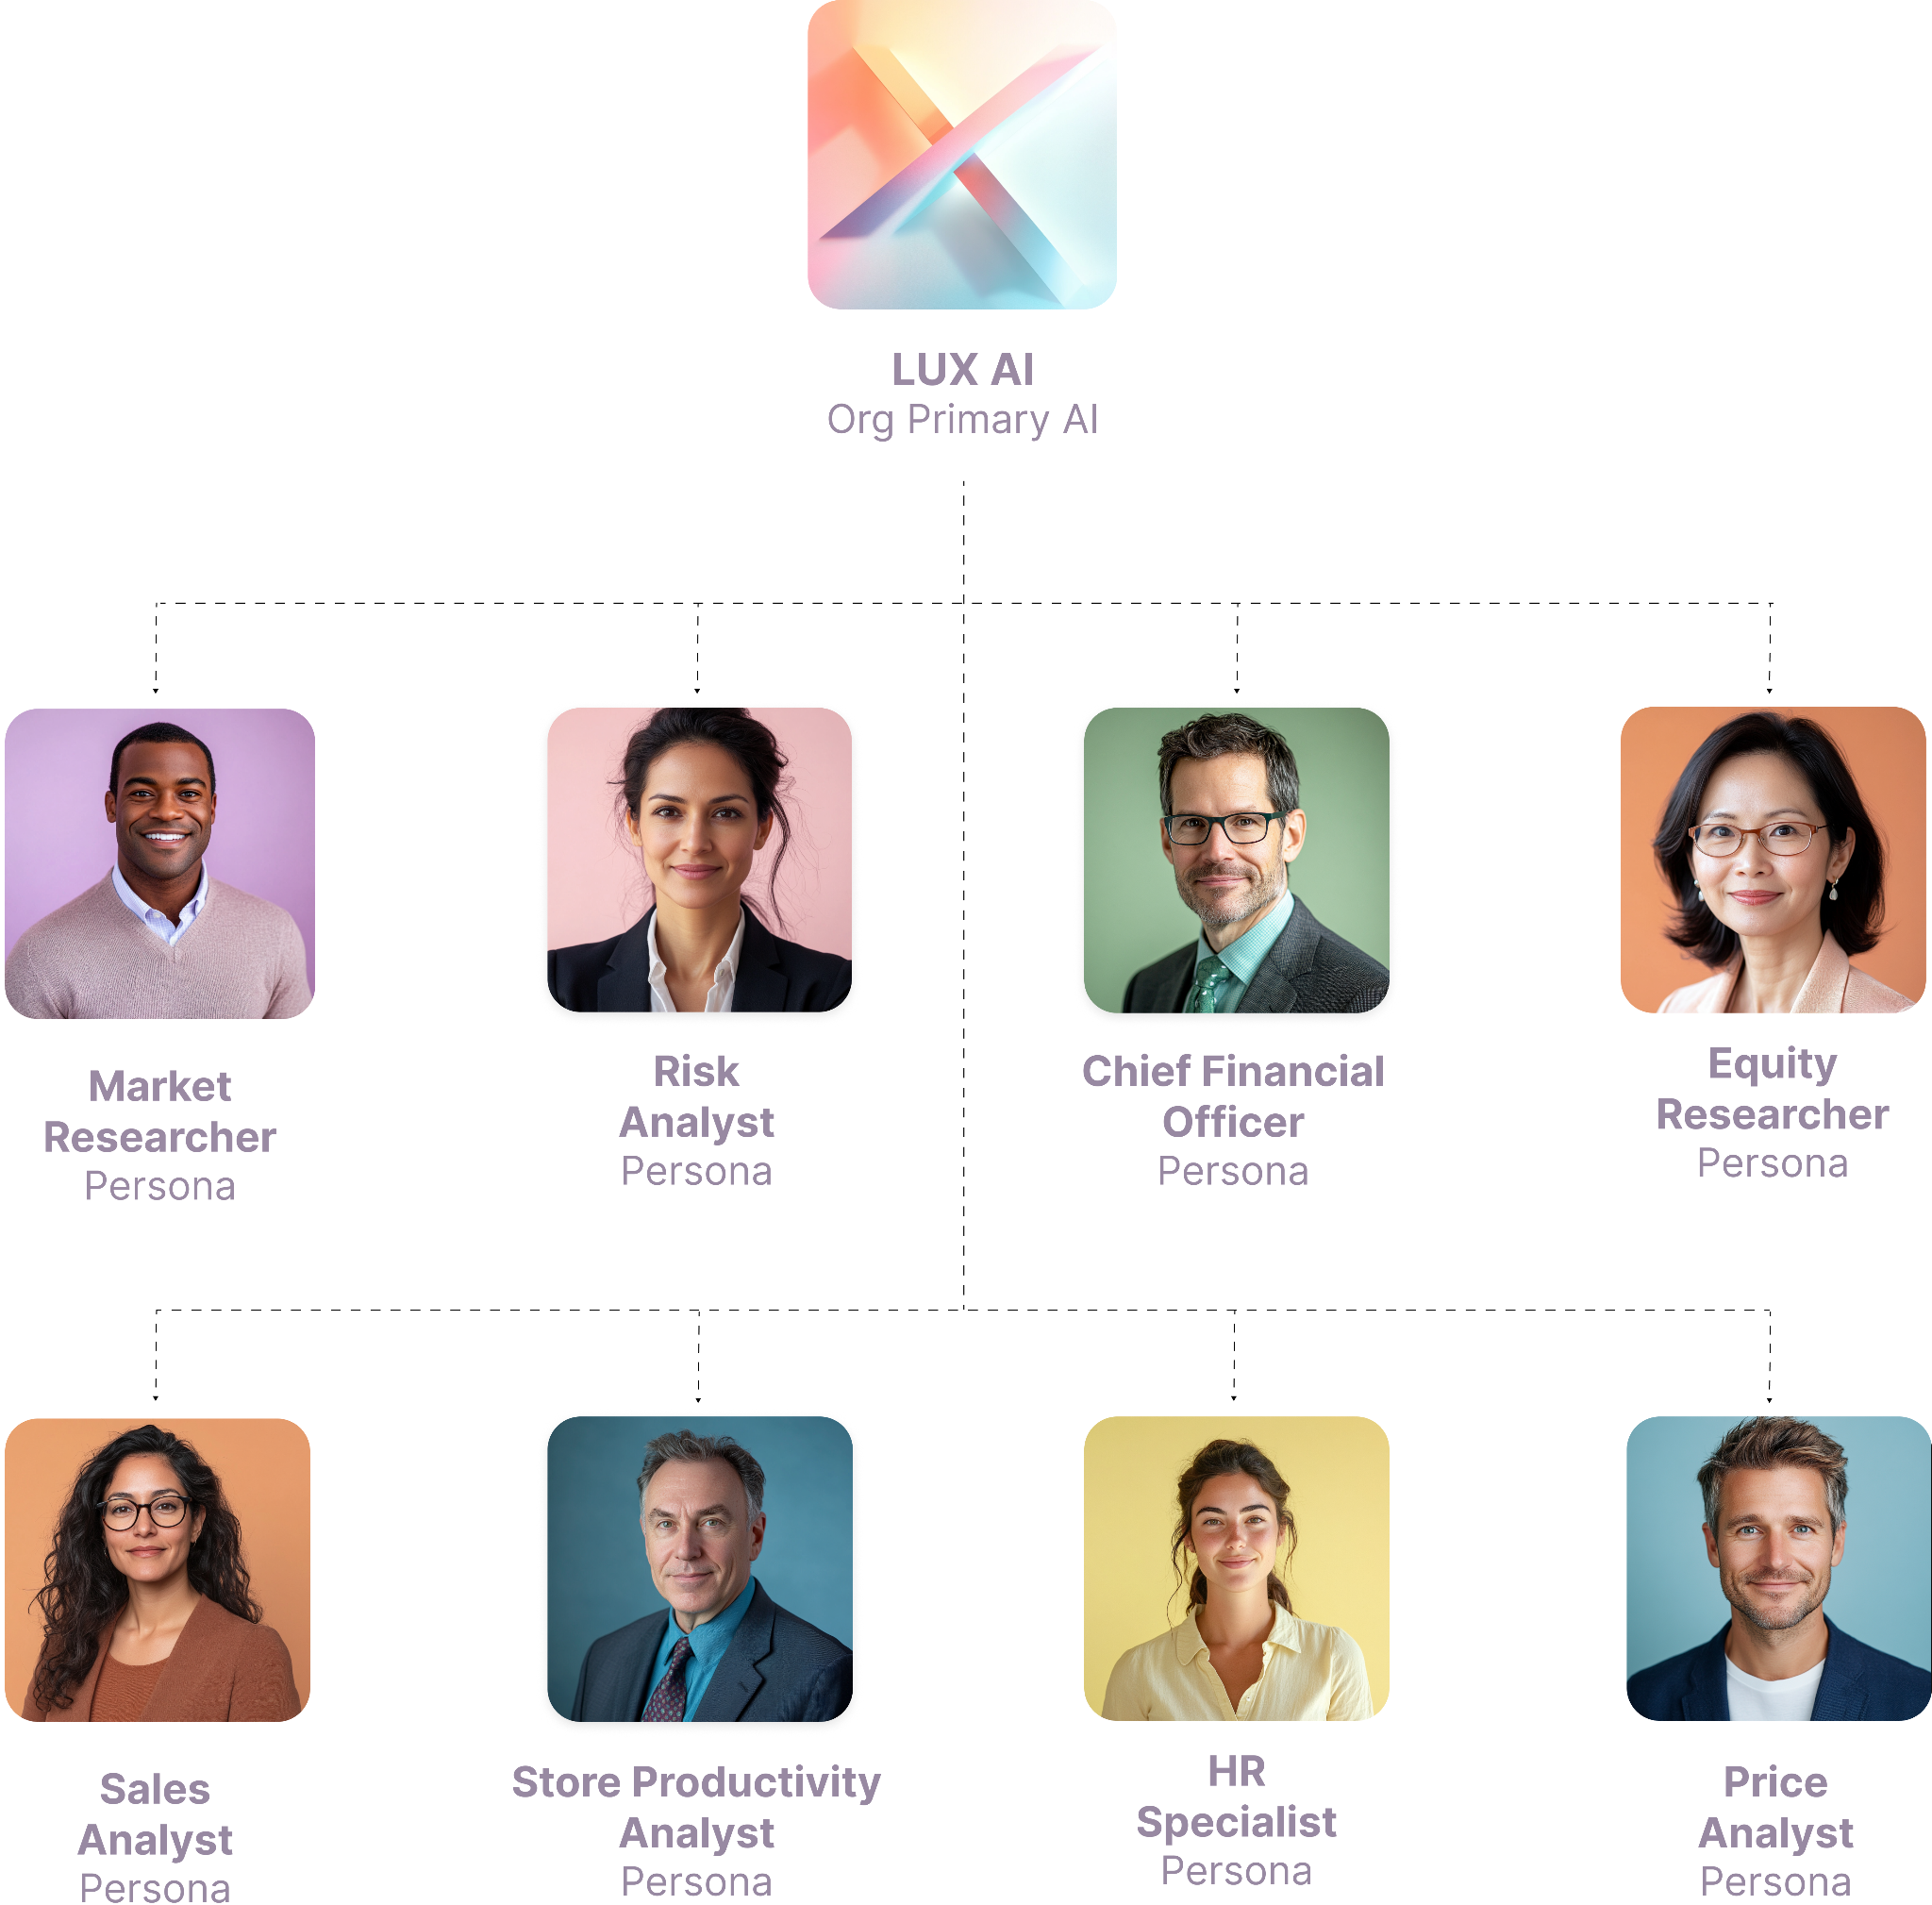 LUX AI
Org Primary AI
Market
Researcher
Persona
Risk
Analyst
Persona
Chief Financial
Officer
Persona
Equity
Researcher
Persona
Sales
Analyst
Persona
Store Productivity
Analyst
Persona
HR
Specialist
Persona
Price
Analyst
Persona